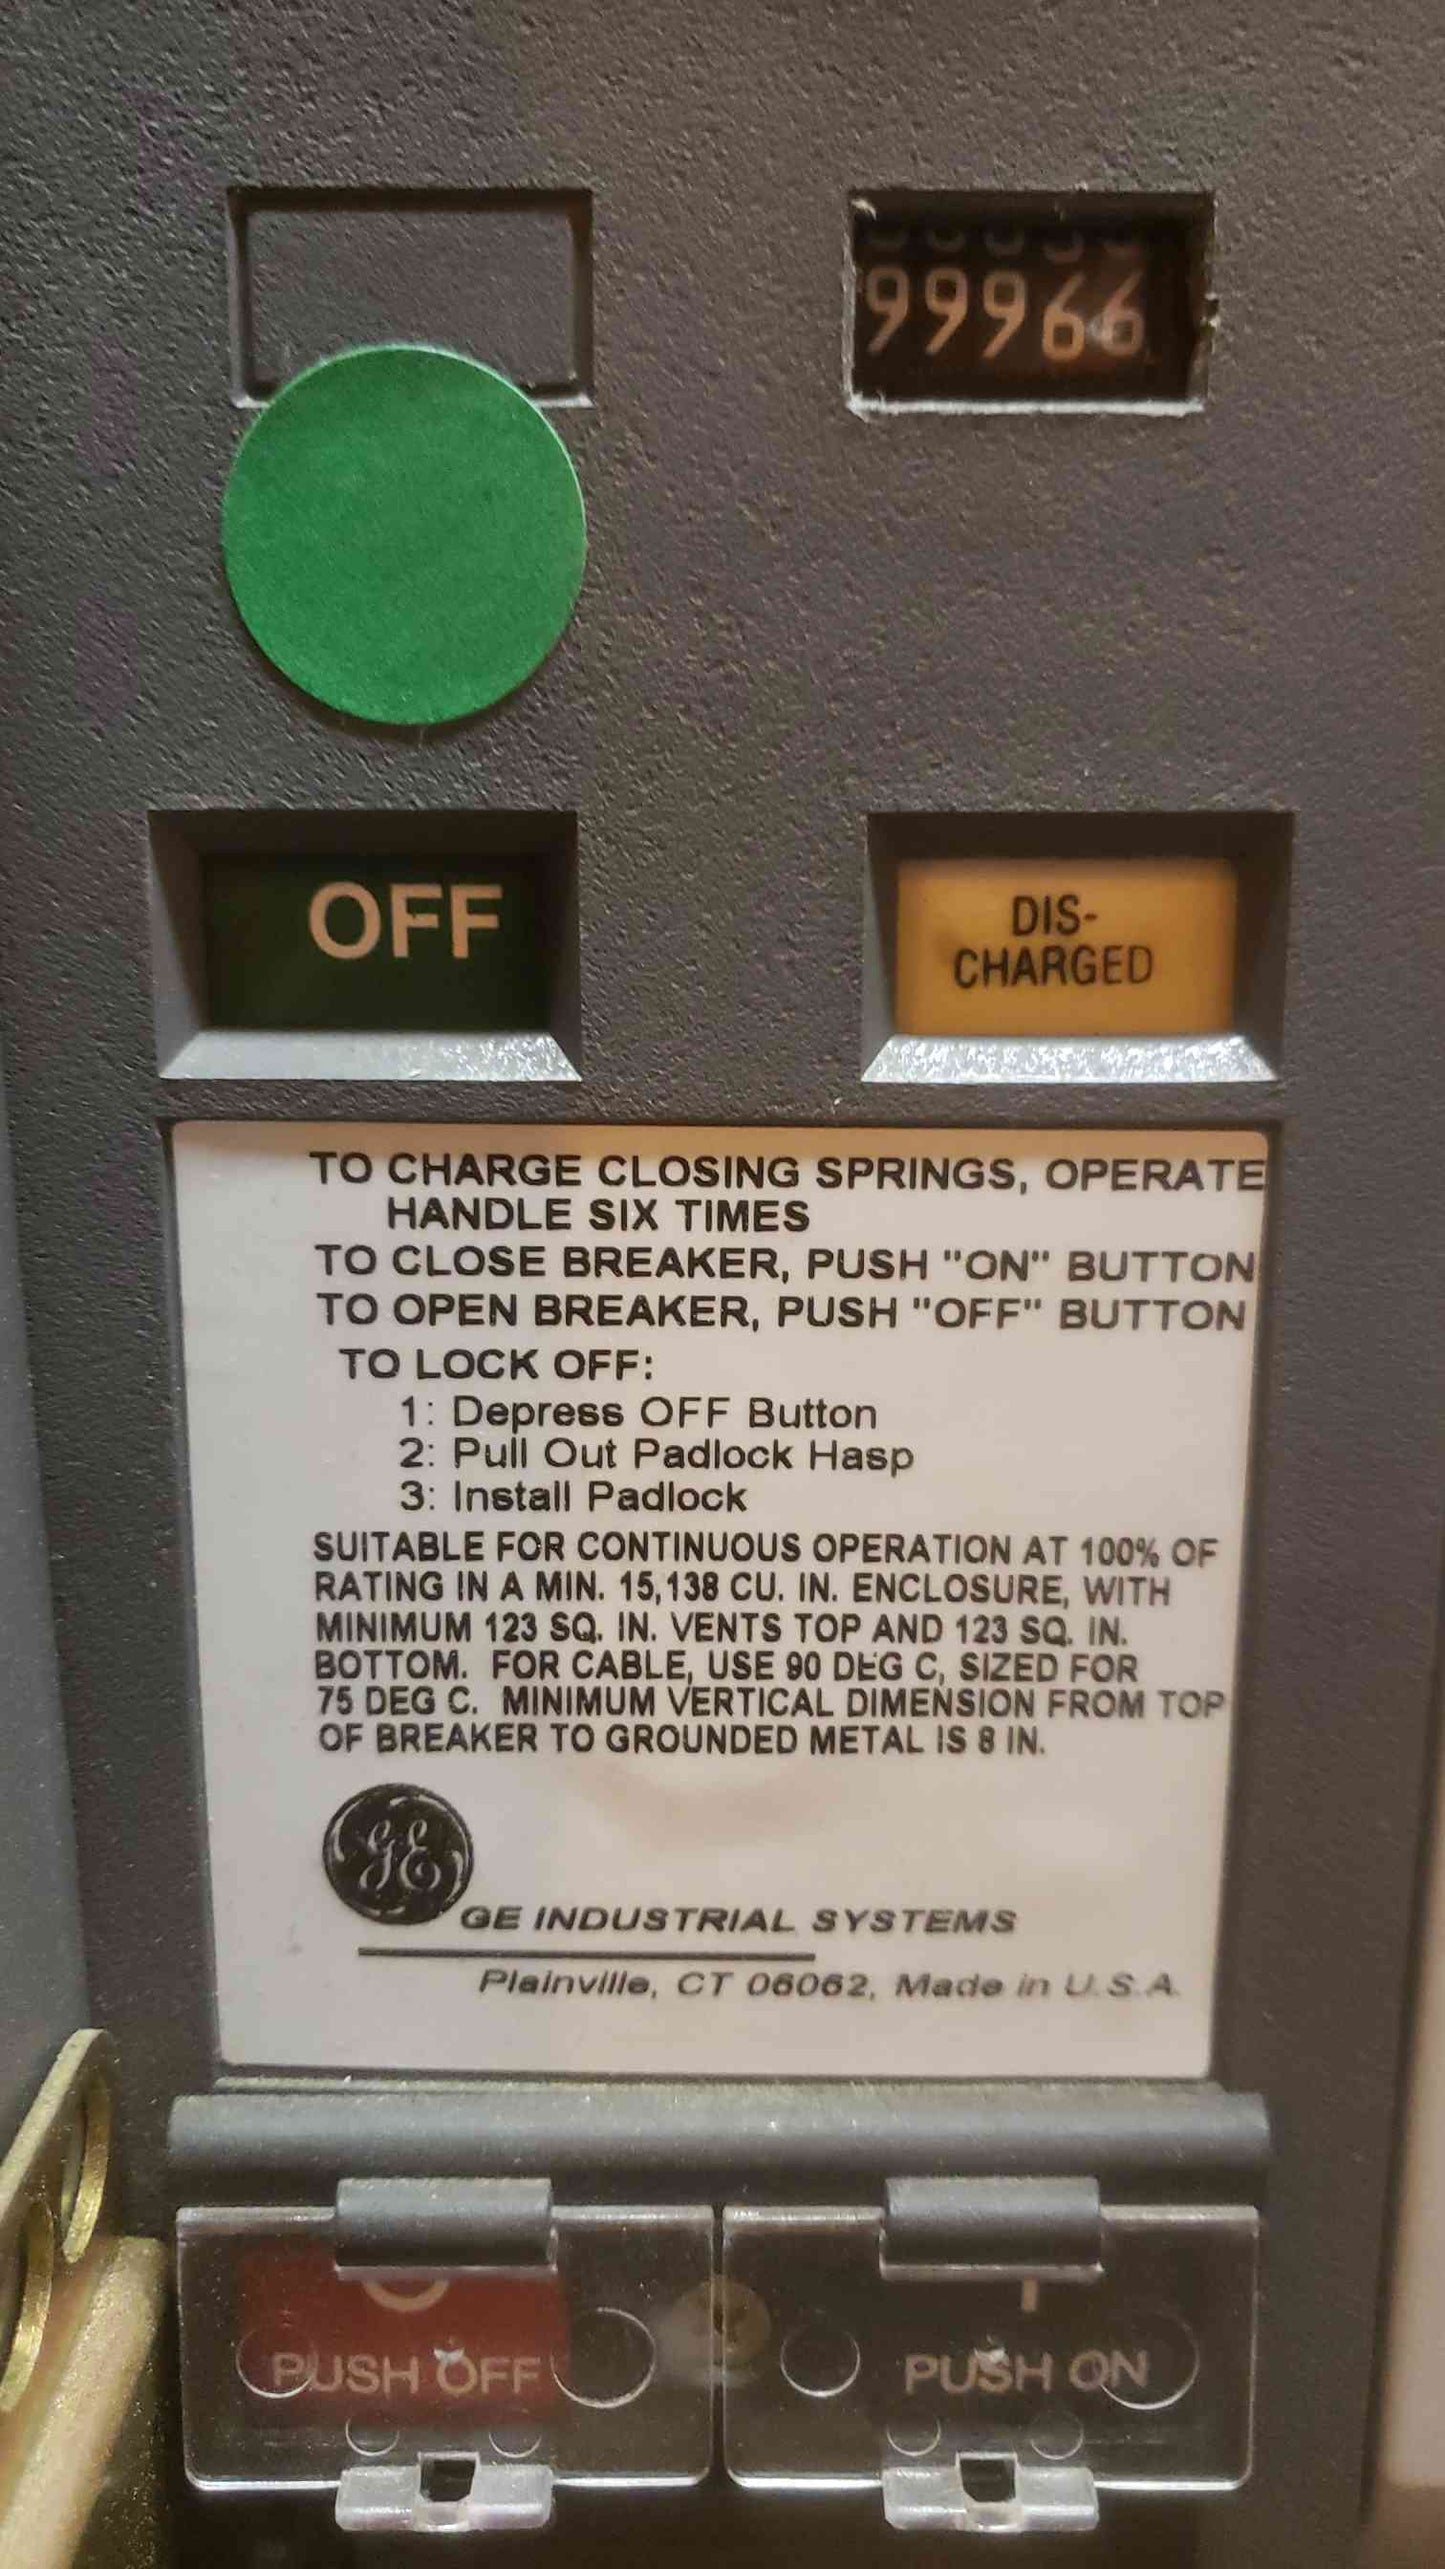 99966
OFF
DIS-
CHARGED
TO CHARGE CLOSING SPRINGS, OPERATE
HANDLE SIX TIMES
TO CLOSE BREAKER, PUSH "ON" BUTTON
TO OPEN BREAKER, PUSH "OFF" BUTTON
TO LOCK OFF:
1: Depress OFF Button
2: Pull Out Padlock Hasp
3: Install Padlock
SUITABLE FOR CONTINUOUS OPERATION AT 100% OF
RATING IN A MIN. 15,138 CU. IN. ENCLOSURE, WITH
MINIMUM 123 SQ. IN. VENTS TOP AND 123 SQ. IN.
BOTTOM. FOR CABLE, USE 90 DEG C, SIZED FOR
75 DEG C. MINIMUM VERTICAL DIMENSION FROM TOP
OF BREAKER TO GROUNDED METAL IS 8 IN.
GE
GE INDUSTRIAL SYSTEMS
Plainville, CT 06062, Made in U.S.A.
PUSH OFF
PUSH ON